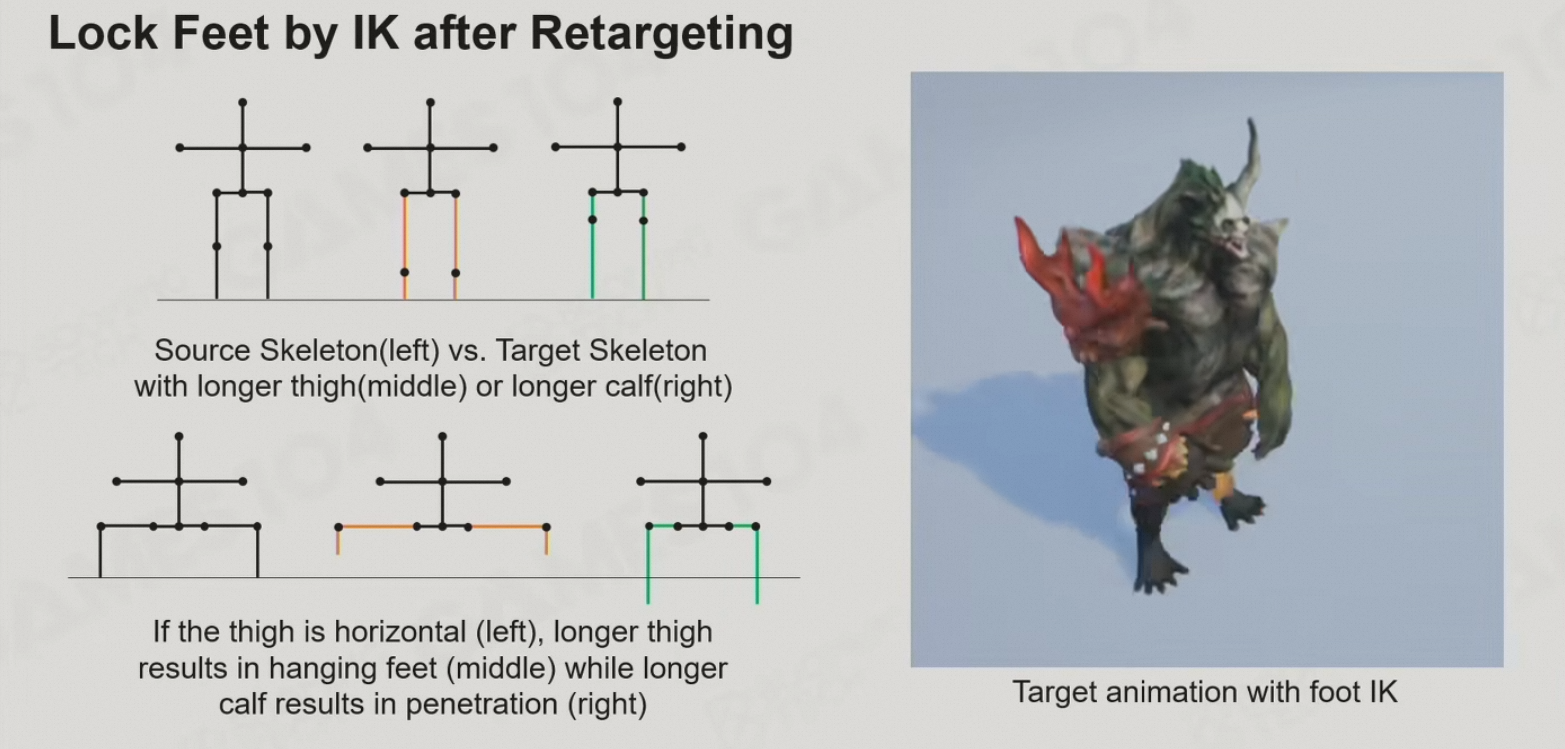 Lock Feet by IK after Retargeting
Source Skeleton(left) vs. Target Skeleton
with longer thigh(middle) or longer calf(right)
If the thigh is horizontal (left), longer thigh
results in hanging feet (middle) while longer
calf results in penetration (right)
Target animation with foot IK
GAMES104